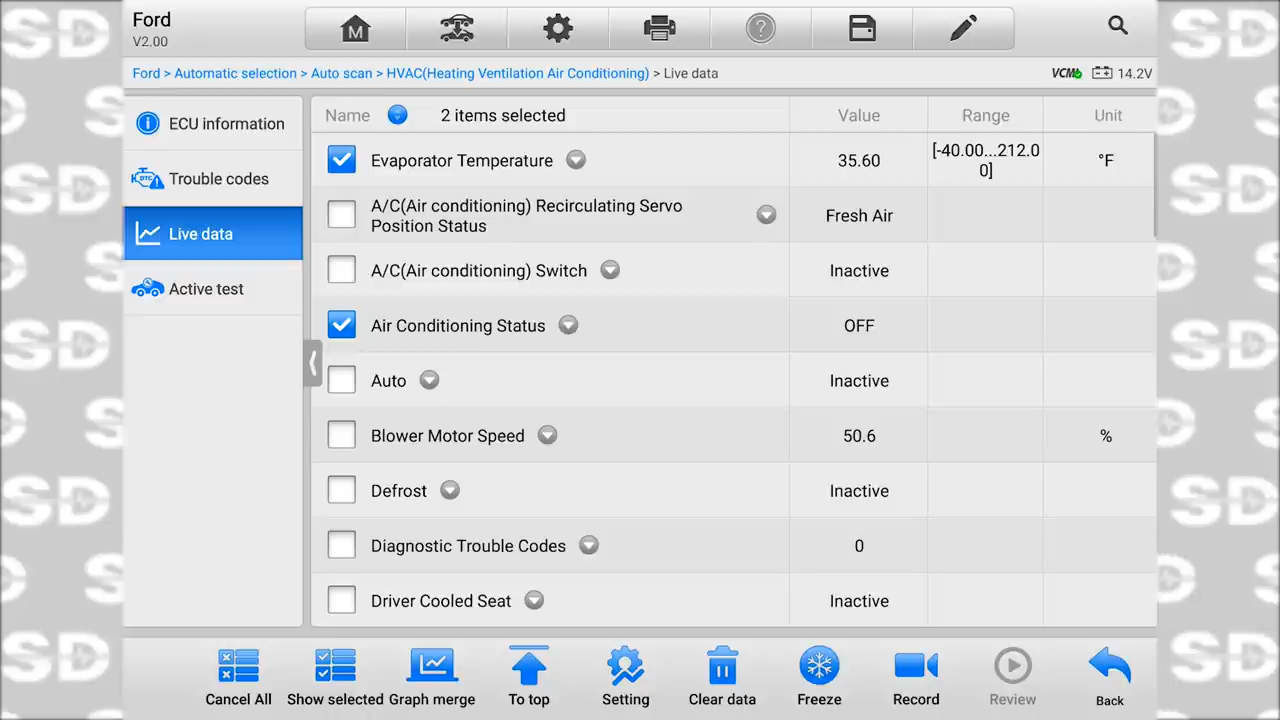 Ford
V2.00
M
?
Ford > Automatic selection > Auto scan > HVAC(Heating Ventilation Air Conditioning) > Live data
VCMI 14.2V
ECU information
Trouble codes
Live data
Active test
Name 2 items selected Value Range Unit
Evaporator Temperature 35.60 [-40.00...212.0
0] °F
A/C(Air conditioning) Recirculating Servo
Position Status Fresh Air
A/C(Air conditioning) Switch Inactive
Air Conditioning Status OFF
Auto Inactive
Blower Motor Speed 50.6 %
Defrost Inactive
Diagnostic Trouble Codes 0
Driver Cooled Seat Inactive
Cancel All Show selected Graph merge To top Setting Clear data Freeze Record Review Back
SD